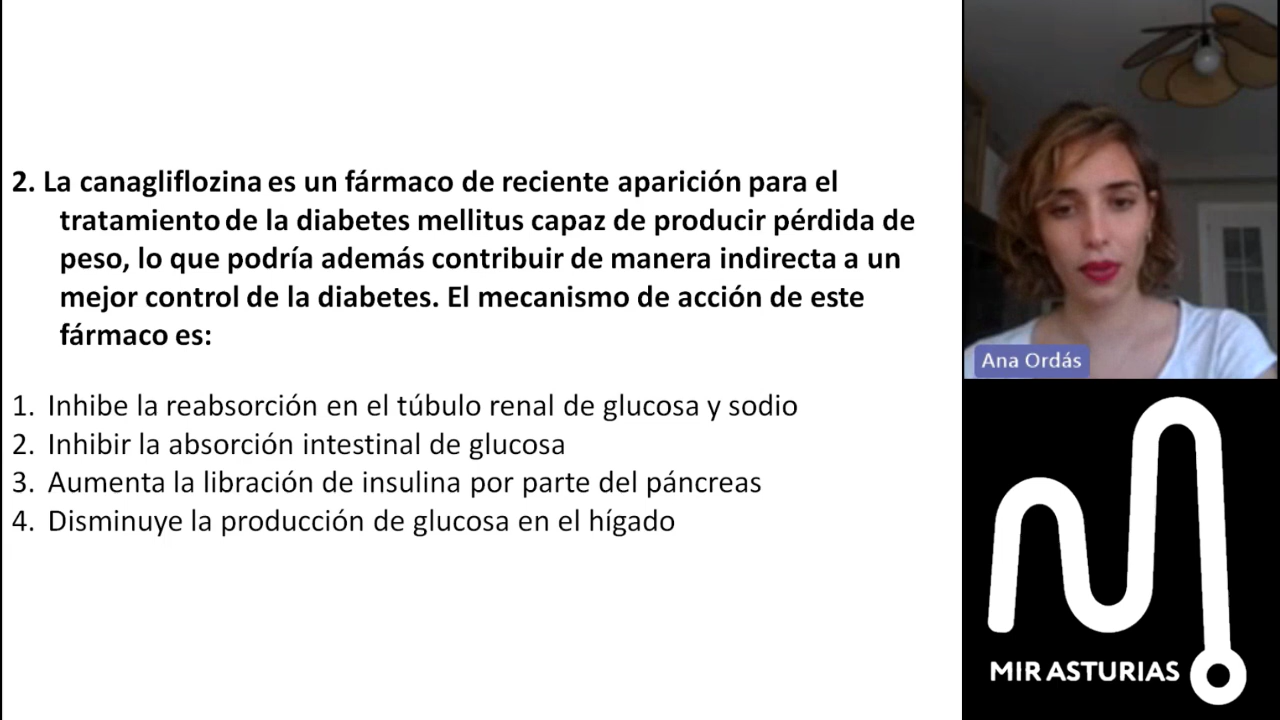 2. La canagliflozina es un fármaco de reciente aparición para el
tratamiento de la diabetes mellitus capaz de producir pérdida de
peso, lo que podría además contribuir de manera indirecta a un
mejor control de la diabetes. El mecanismo de acción de este
fármaco es:
1. Inhibe la reabsorción en el túbulo renal de glucosa y sodio
2. Inhibir la absorción intestinal de glucosa
3. Aumenta la libración de insulina por parte del páncreas
4. Disminuye la producción de glucosa en el hígado
Ana Ordás
MIR ASTURIAS